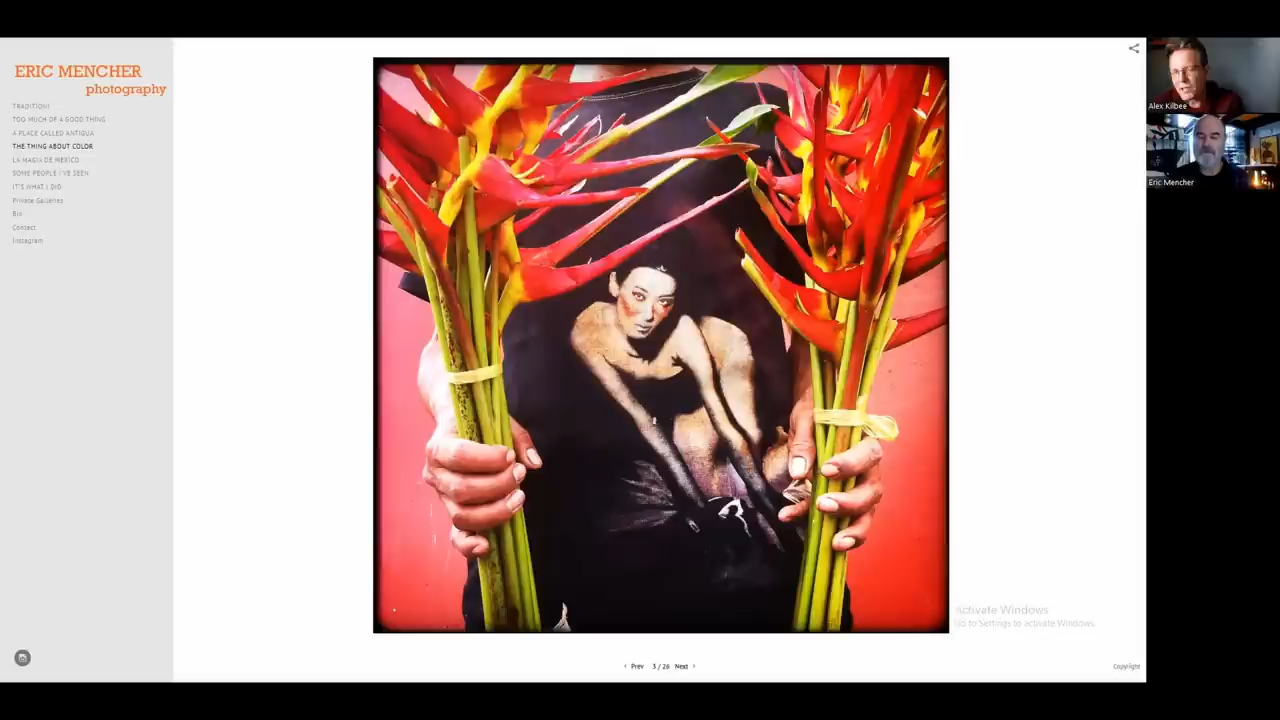 ERIC MENCHER
photography
TRADITION!
TOO MUCH OF A GOOD THING
A PLACE CALLED ANTIGUA
THE THING ABOUT COLOR
LA MAGIA DE MEXICO
SOME PEOPLE I'VE SEEN
IT'S WHAT I DID
Private Galleries
Bio
Contact
Instagram
Alex Kilbee
Eric Mencher
Activate Windows
Go to Settings to activate Windows.
‹ Prev 3 / 26 Next ›
Copyright